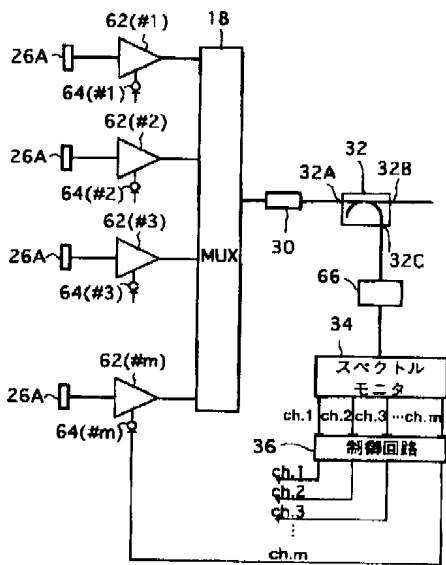 62(#1)
18
26A
64(#1)
62(#2)
26A
64(#2)
62(#3)
26A
64(#3)
62(#m)
26A
64(#m)
MUX
30
32
32A
32B
32C
66
34
スペクトル
モニタ
ch.1 ch.2 ch.3 …ch.m
36
制御回路
ch.1
ch.2
ch.3
⋮
ch.m